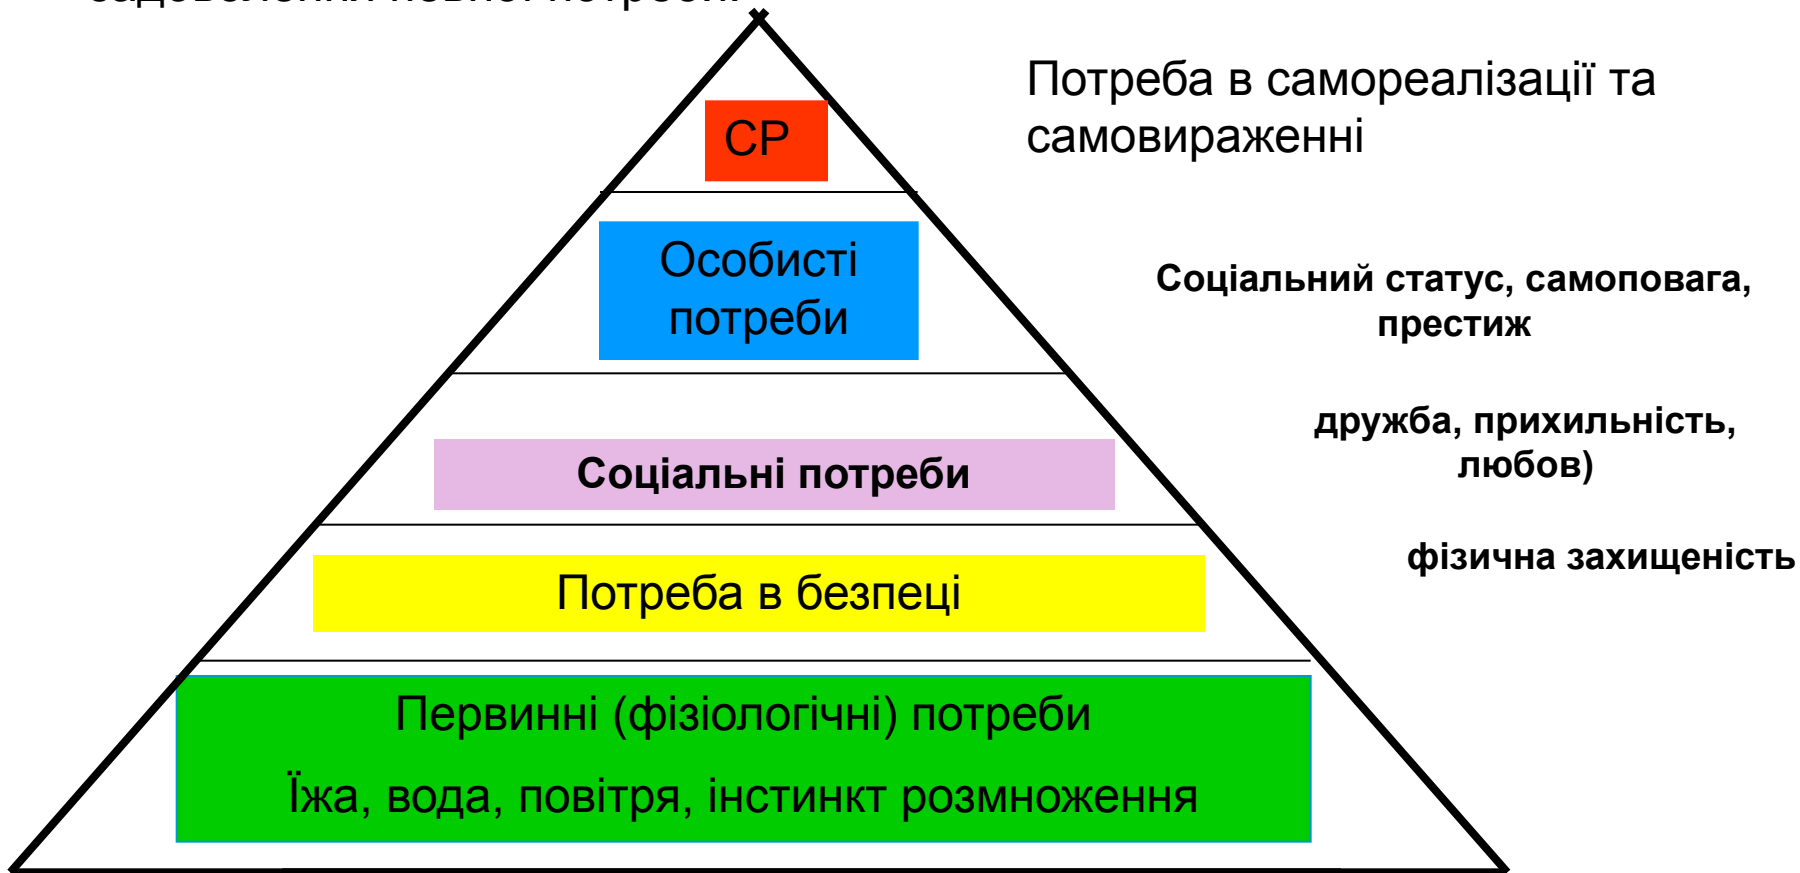 Потреба в самореалізації та
самовираженні
СР
Особисті
потреби
Соціальний статус, самоповага,
престиж
дружба, прихильність,
любов)
Соціальні потреби
фізична захищеність
Потреба в безпеці
Первинні (фізіологічні) потреби
Їжа, вода, повітря, інстинкт розмноження